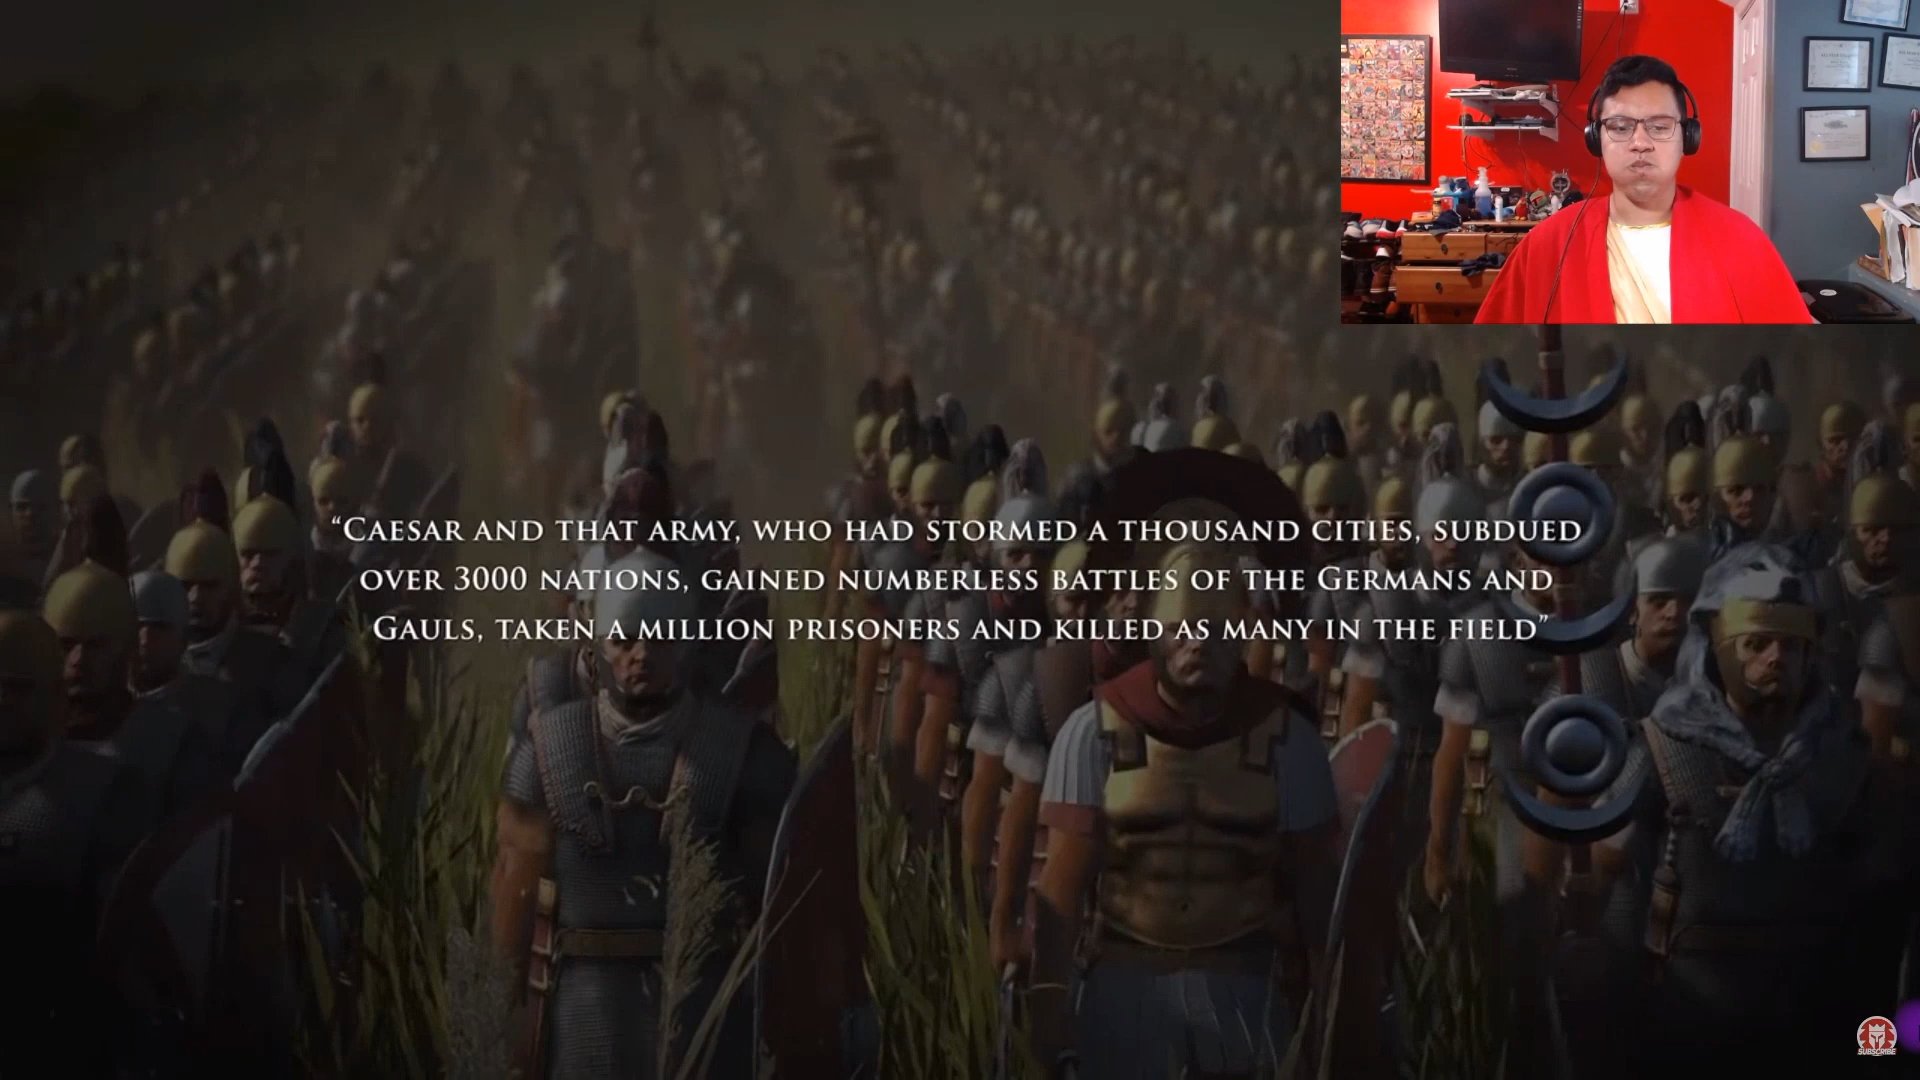 “CAESAR AND THAT ARMY, WHO HAD STORMED A THOUSAND CITIES, SUBDUED
OVER 3000 NATIONS, GAINED NUMBERLESS BATTLES OF THE GERMANS AND
GAULS, TAKEN A MILLION PRISONERS AND KILLED AS MANY IN THE FIELD”
SUBSCRIBE